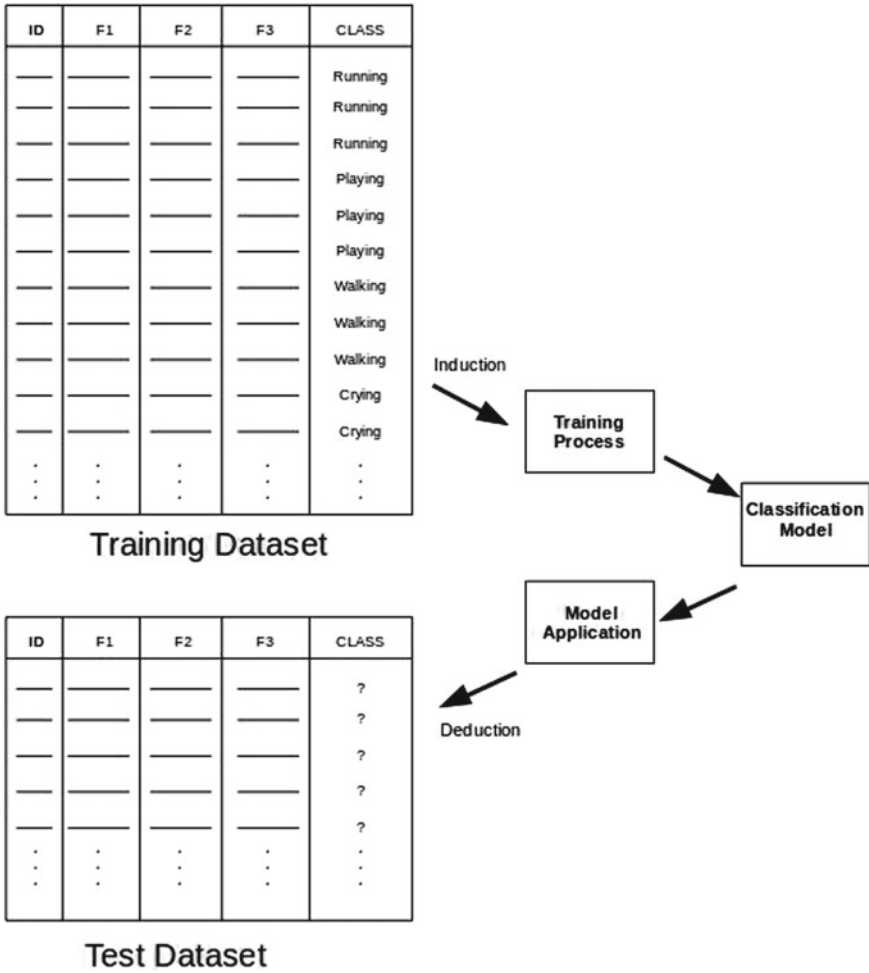 ID F1 F2 F3 CLASS
Running
Running
Running
Playing
Playing
Playing
Walking
Walking
Walking
Crying
Crying
Training Dataset
Induction
Training
Process
Classification
Model
Model
Application
Deduction
ID F1 F2 F3 CLASS
?
?
?
?
?
Test Dataset